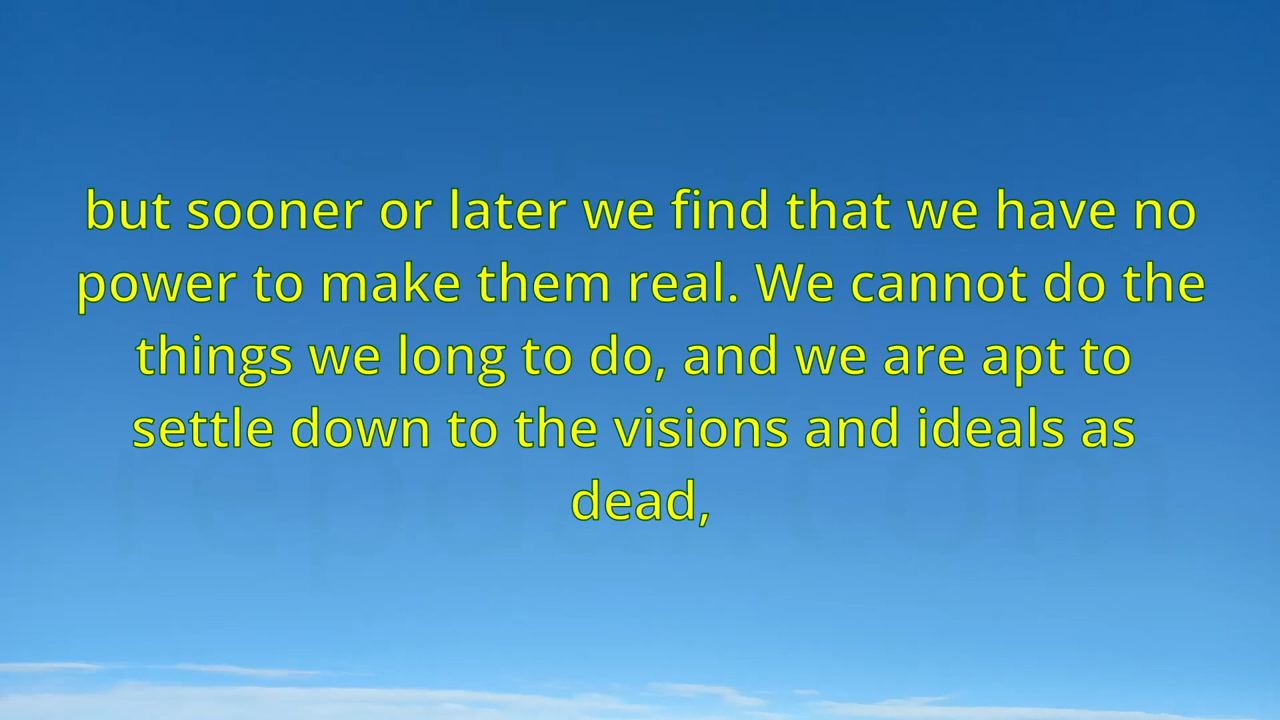 but sooner or later we find that we have no
power to make them real. We cannot do the
things we long to do, and we are apt to
settle down to the visions and ideals as
dead,